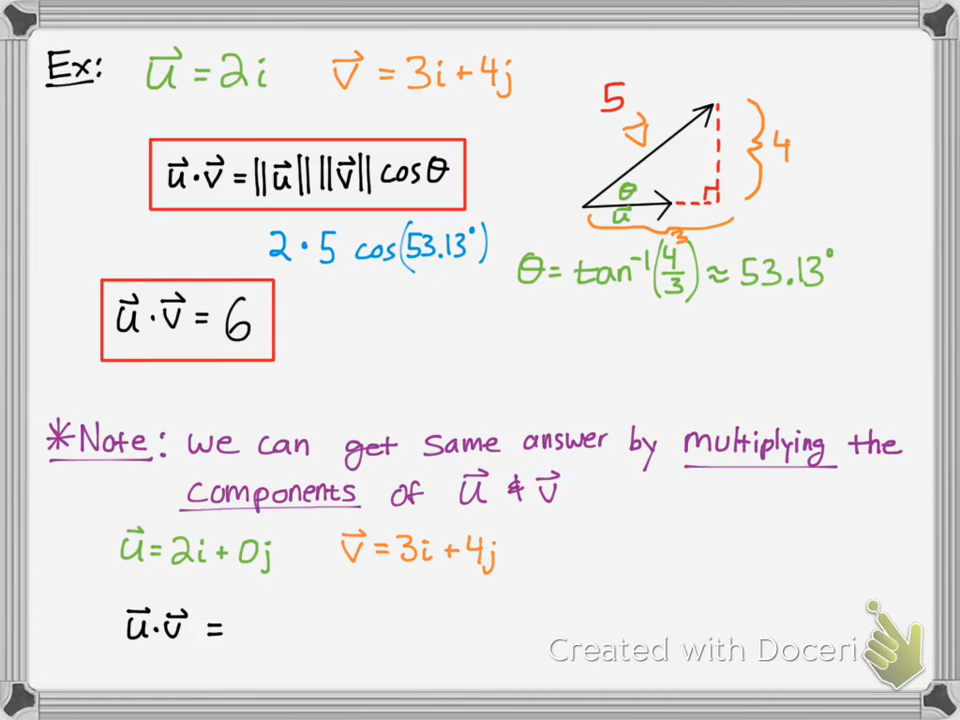 Ex: u⃗ = 2i v⃗ = 3i + 4j
5
v⃗
4
θ
u⃗
3
u⃗ · v⃗ = ||u⃗|| ||v⃗|| cosθ
2 · 5 cos(53.13°)
θ = tan⁻¹(4/3) ≈ 53.13°
u⃗ · v⃗ = 6
*Note: we can get same answer by multiplying the
components of u⃗ & v⃗
u⃗ = 2i + 0j v⃗ = 3i + 4j
u⃗ · v⃗ =
Created with Doceri